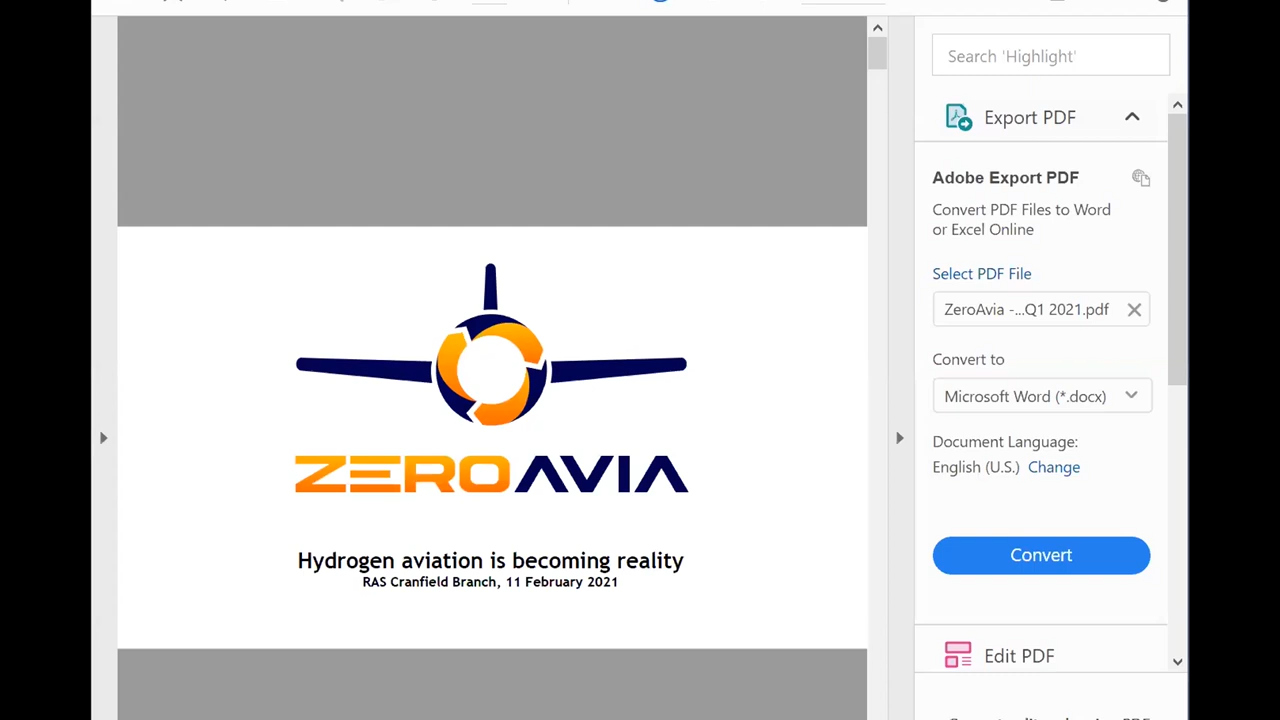 ZEROAVIA
Hydrogen aviation is becoming reality
RAS Cranfield Branch, 11 February 2021
Search 'Highlight'
Export PDF
Adobe Export PDF
Convert PDF Files to Word
or Excel Online
Select PDF File
ZeroAvia -...Q1 2021.pdf
Convert to
Microsoft Word (*.docx)
Document Language:
English (U.S.) Change
Convert
Edit PDF